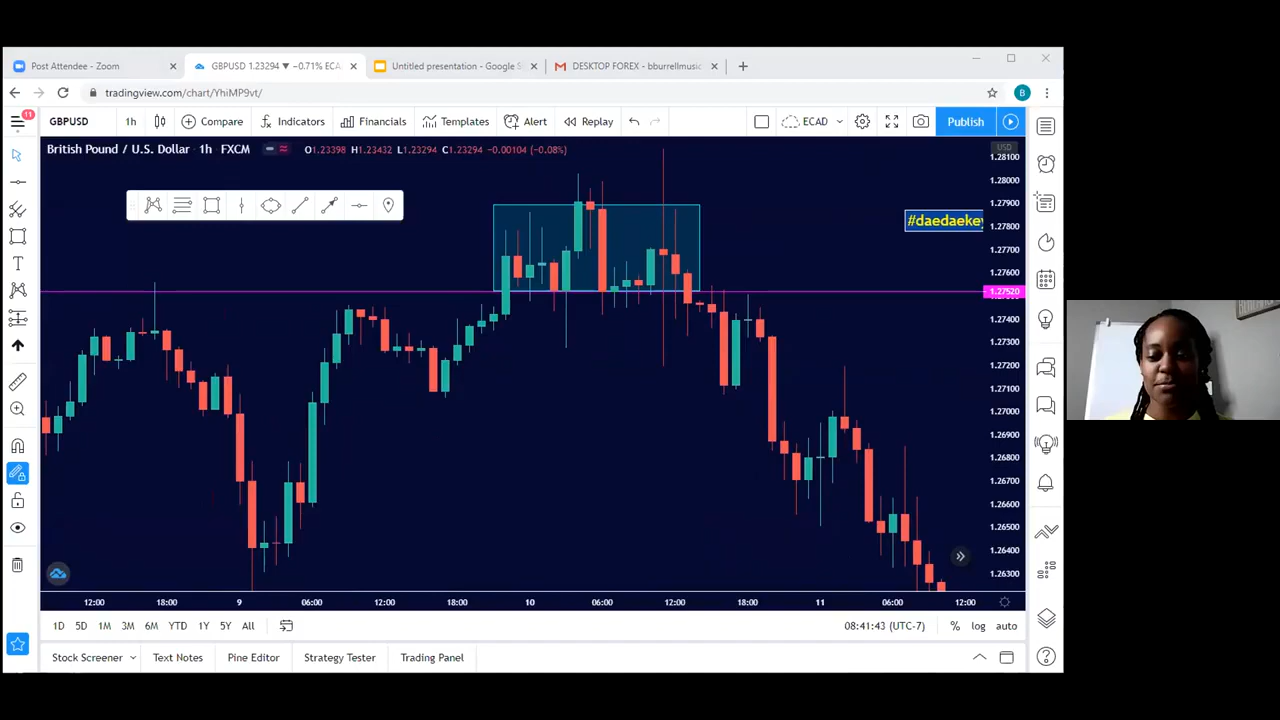 Post Attendee - Zoom
GBPUSD 1.23294 ▼ −0.71% ECA
Untitled presentation - Google S
DESKTOP FOREX - bburrellmusic
tradingview.com/chart/YhiMP9vt/
B
11
GBPUSD
1h
Compare
Indicators
Financials
Templates
Alert
Replay
ECAD
Publish
British Pound / U.S. Dollar · 1h · FXCM
O1.23398 H1.23432 L1.23294 C1.23294 −0.00104 (−0.08%)
USD
#daedaekey
1.28100
1.28000
1.27900
1.27800
1.27700
1.27600
1.27520
1.27400
1.27300
1.27200
1.27100
1.27000
1.26900
1.26800
1.26700
1.26600
1.26500
1.26400
1.26300
12:00 18:00 9 06:00 12:00 18:00 10 06:00 12:00 18:00 11 06:00 12:00
1D 5D 1M 3M 6M YTD 1Y 5Y All
08:41:43 (UTC-7)
% log auto
Stock Screener
Text Notes
Pine Editor
Strategy Tester
Trading Panel